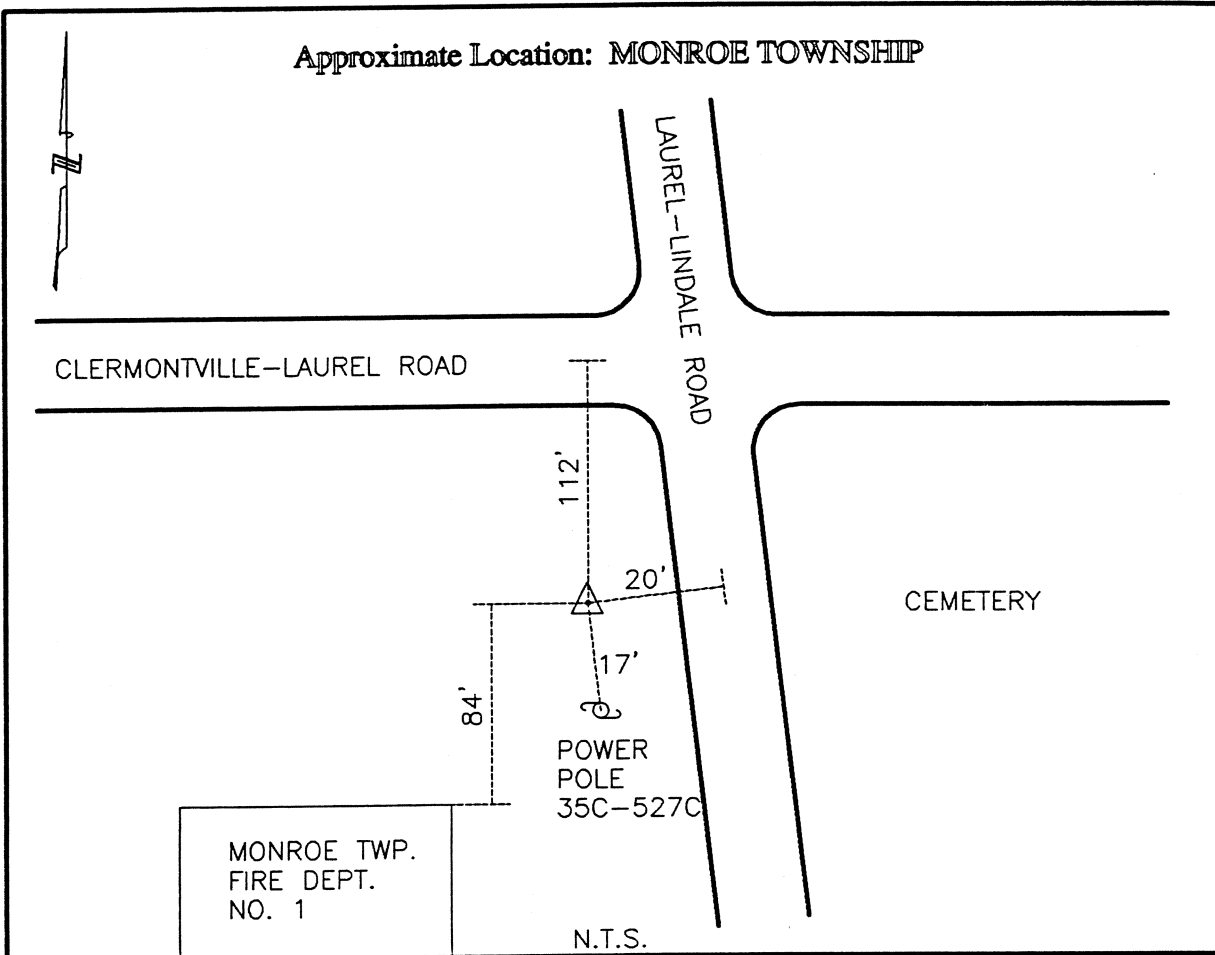 Approximate Location: MONROE TOWNSHIP
N
LAUREL-LINDALE ROAD
CLERMONTVILLE-LAUREL ROAD
112'
20'
CEMETERY
17'
84'
POWER
POLE
35C-527C
MONROE TWP.
FIRE DEPT.
NO. 1
N.T.S.